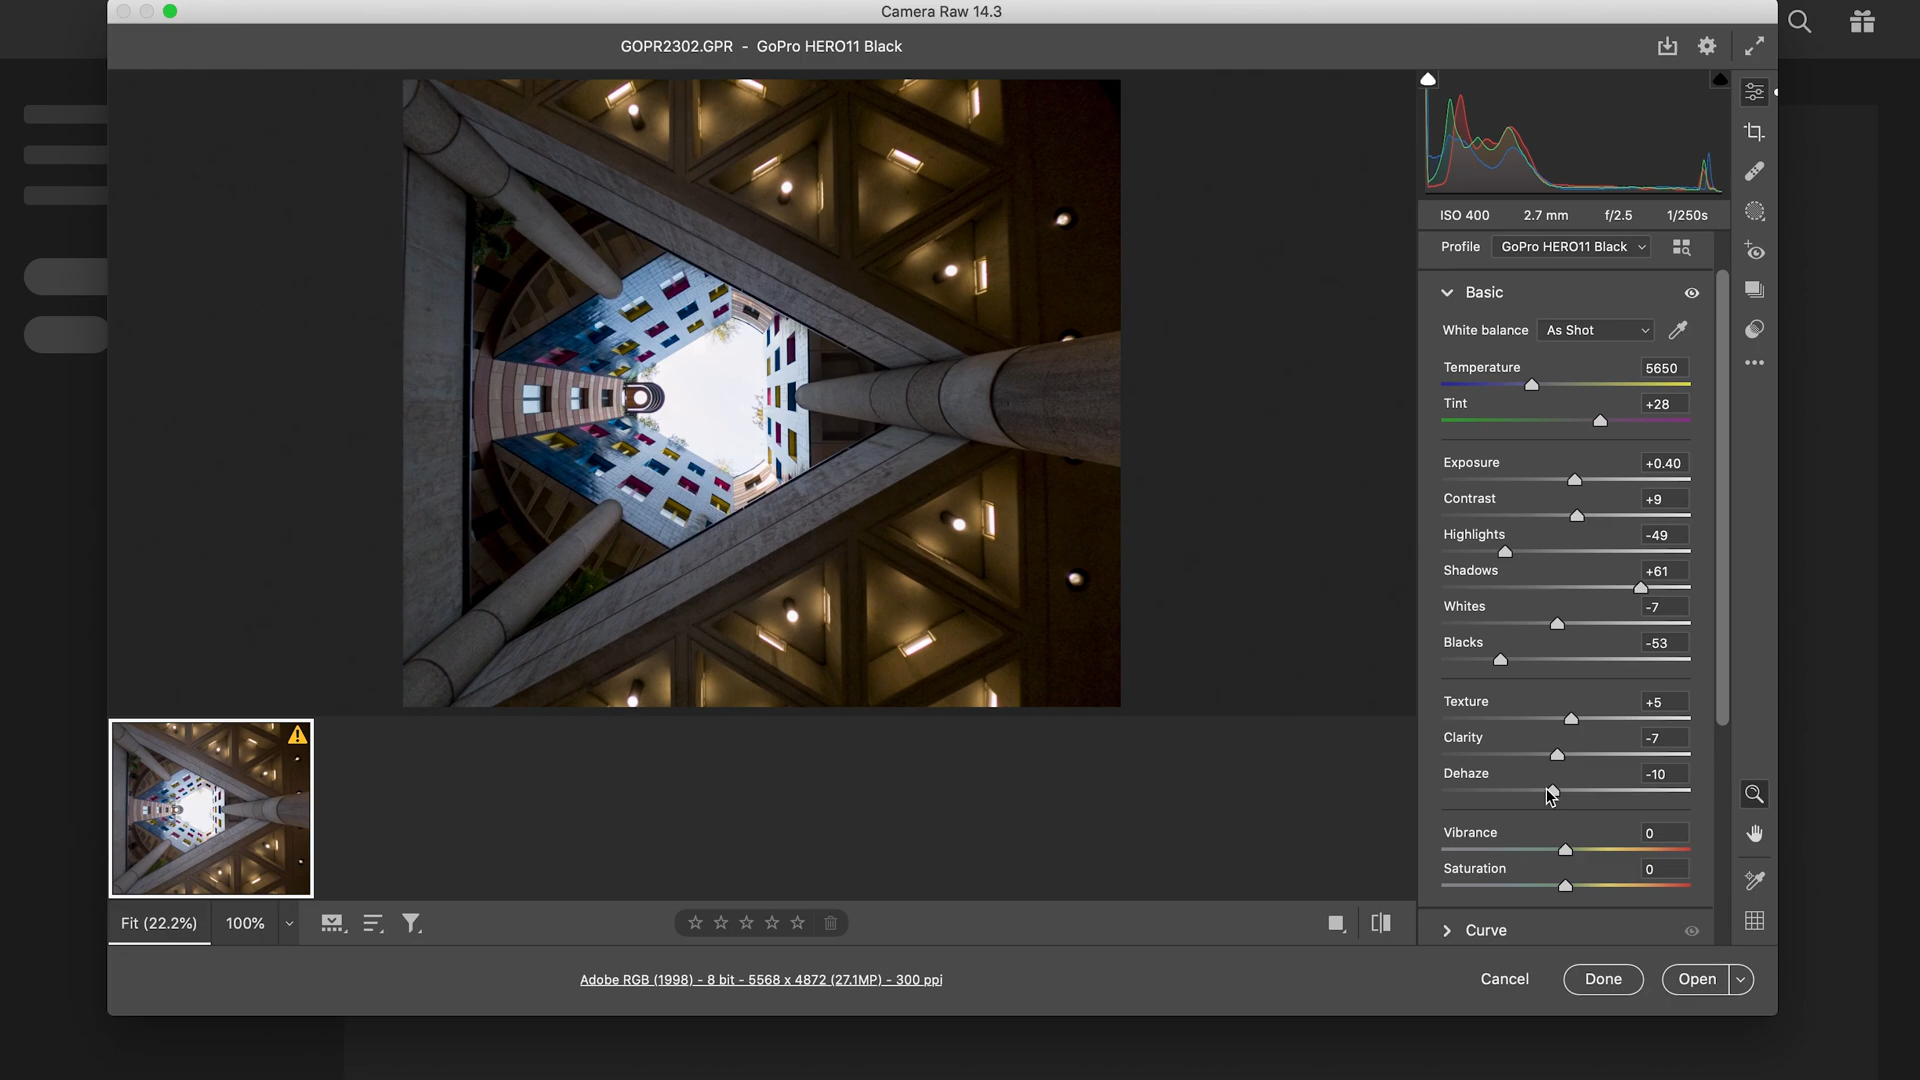 Camera Raw 14.3
GOPR2302.GPR - GoPro HERO11 Black
ISO 400 2.7 mm f/2.5 1/250s
Profile GoPro HERO11 Black
Basic
White balance As Shot
Temperature 5650
Tint +28
Exposure +0.40
Contrast +9
Highlights -49
Shadows +61
Whites -7
Blacks -53
Texture +5
Clarity -7
Dehaze -10
Vibrance 0
Saturation 0
Curve
Fit (22.2%) 100%
Adobe RGB (1998) - 8 bit - 5568 x 4872 (27.1MP) - 300 ppi
Cancel Done Open